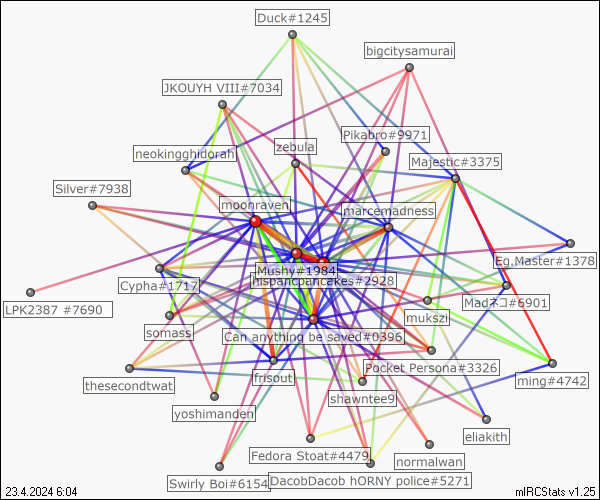 Duck#1245
bigcitysamurai
JKOUYH VIII#7034
Pikabro#9971
zebula
neokingghidorah
Majestic#3375
Silver#7938
moonraven
marcemadness
Eg.Master#1378
Mushy#1984
hispancpancakes#2928
Cypha#1717
Madネコ#6901
LPK2387 #7690
mukszi
somass
Can anything be saved#0396
Pocket Persona#3326
frisout
ming#4742
thesecondtwat
shawntee9
yoshimanden
eliakith
Fedora Stoat#4479
normalwan
Swirly Boi#6154
DacobDacob hORNY police#5271
23.4.2024 6:04
mIRCStats v1.25